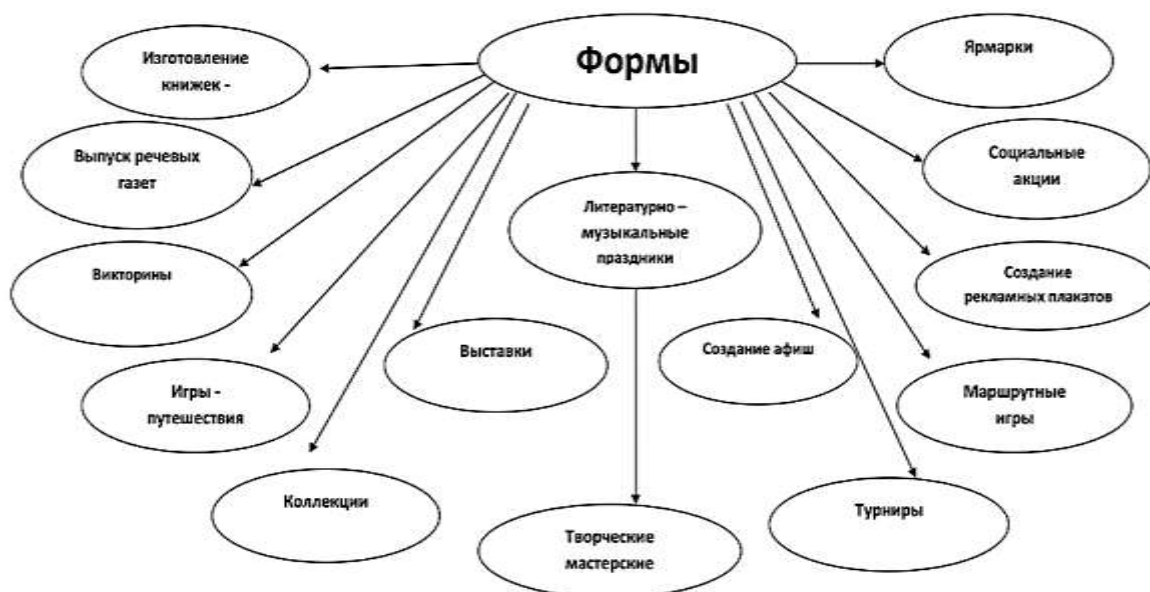 Формы
Изготовление
книжек -
Ярмарки
Выпуск речевых
газет
Социальные
акции
Литературно –
музыкальные
праздники
Викторины
Создание
рекламных плакатов
Выставки
Создание афиш
Игры -
путешествия
Маршрутные
игры
Коллекции
Турниры
Творческие
мастерские